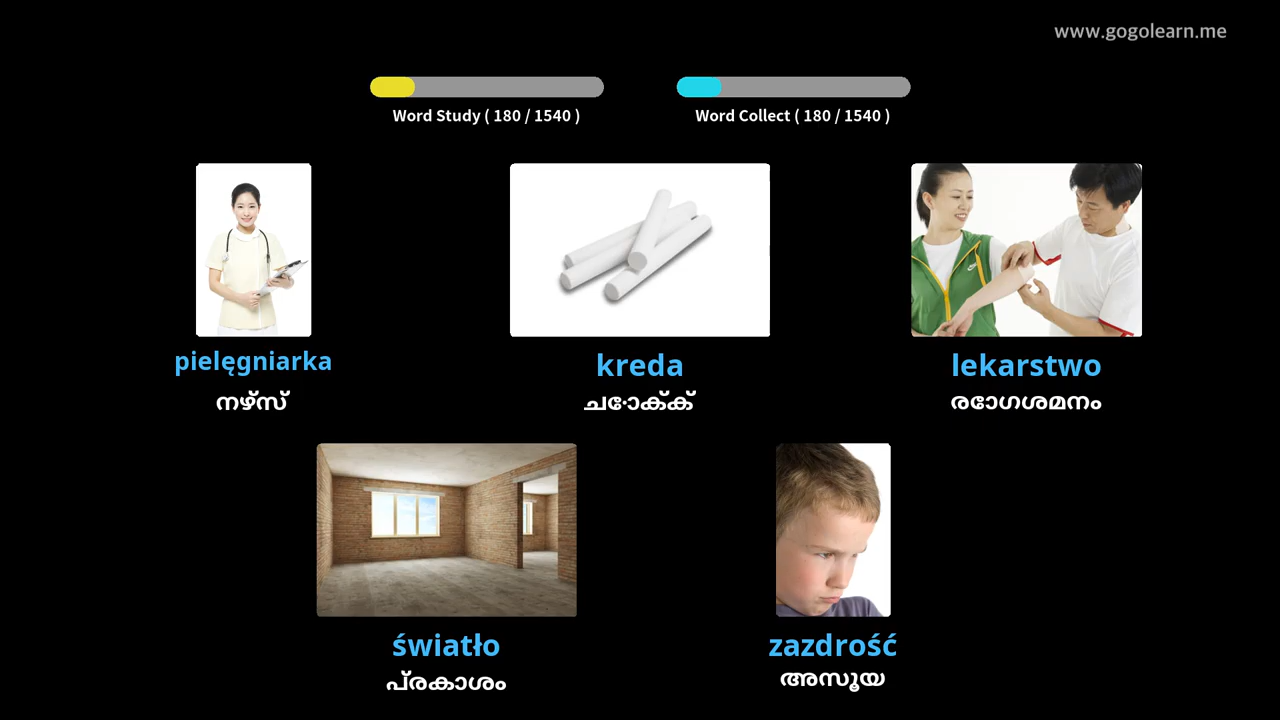 www.gogolearn.me
Word Study ( 180 / 1540 )
Word Collect ( 180 / 1540 )
pielęgniarka
നഴ്സ്
kreda
ചോക്ക്
lekarstwo
രോഗശമനം
światło
പ്രകാശം
zazdrość
അസൂയ